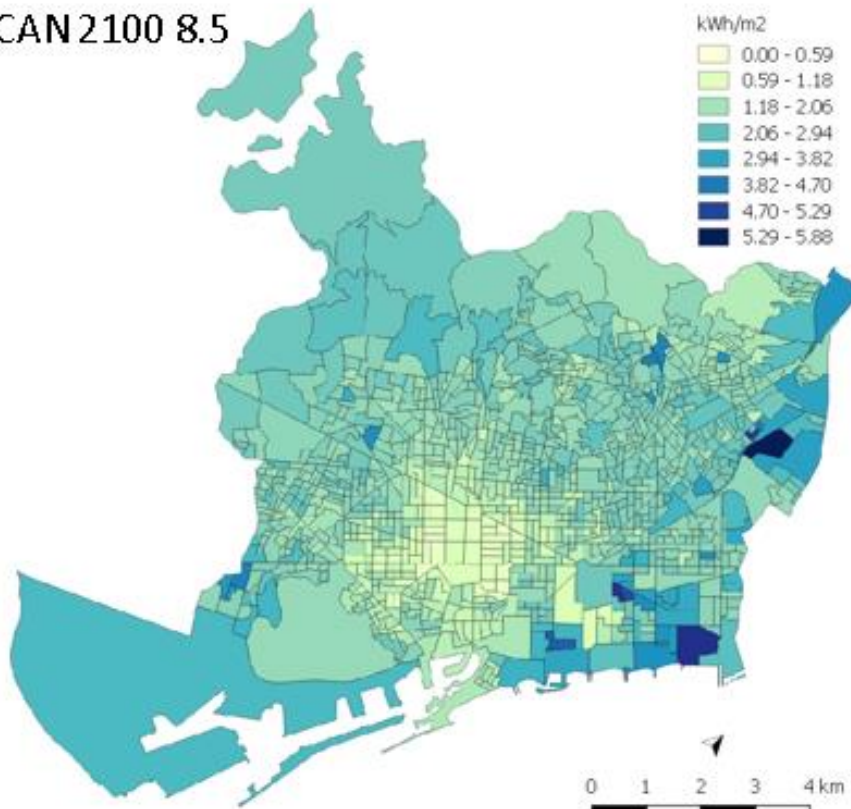 CAN 2100 8.5
kWh/m2
0.00 - 0.59
0.59 - 1.18
1.18 - 2.06
2.06 - 2.94
2.94 - 3.82
3.82 - 4.70
4.70 - 5.29
5.29 - 5.88
0 1 2 3 4 km